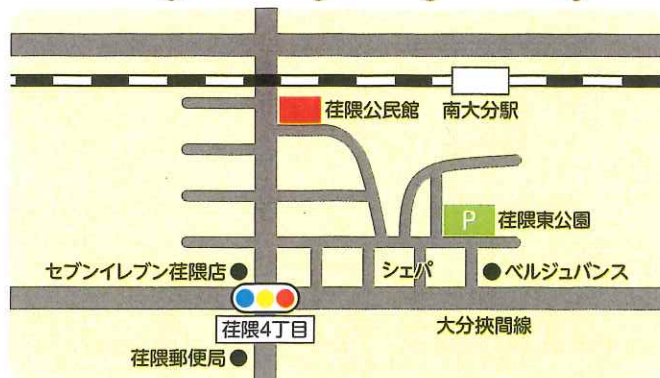 荏隈公民館
南大分駅
P
荏隈東公園
セブンイレブン荏隈店
シェパ
ベルジュバンス
荏隈4丁目
大分挾間線
荏隈郵便局